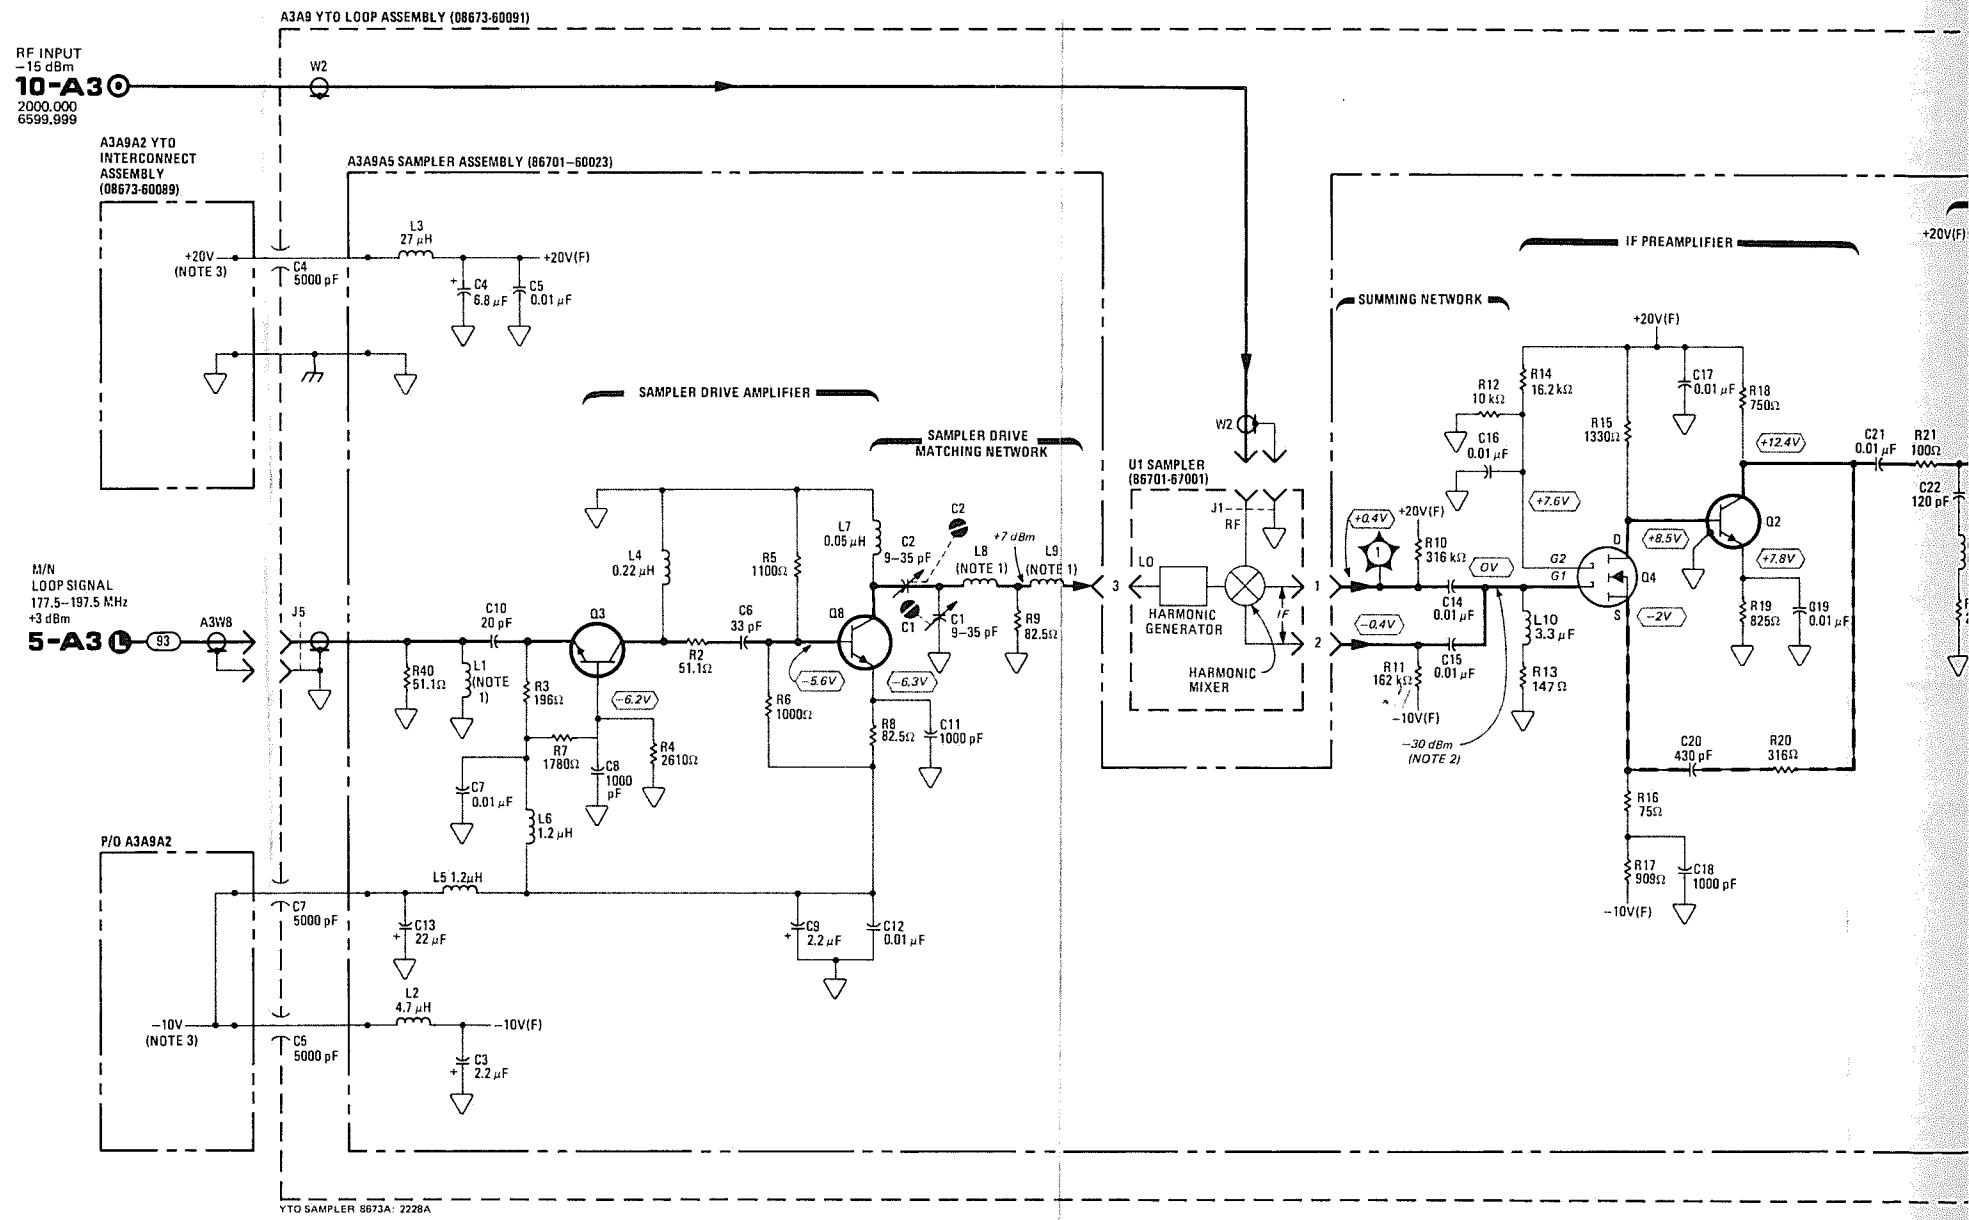 A3A9 YTO LOOP ASSEMBLY (08673-60091)
RF INPUT
−15 dBm
10-A3
2000.000
6599.999
W2
A3A9A2 YTO
INTERCONNECT
ASSEMBLY
(08673-60089)
A3A9A5 SAMPLER ASSEMBLY (86701−60023)
+20V
(NOTE 3)
C4
5000 pF
L3
27 μH
+20V(F)
C4
6.8 μF
+
C5
0.01 μF
IF PREAMPLIFIER
+20V(F)
SUMMING NETWORK
+20V(F)
SAMPLER DRIVE AMPLIFIER
SAMPLER DRIVE
MATCHING NETWORK
R12
10 kΩ
R14
16.2 kΩ
C17
0.01 μF
R18
750Ω
R15
1330Ω
C16
0.01 μF
+12.4V
C21
0.01 μF
R21
100Ω
C22
120 pF
W2
U1 SAMPLER
(86701-67001)
J1
RF
+0.4V
+20V(F)
+7.6V
L7
0.05 μH
C2
C2
9−35 pF
+7 dBm
L8
(NOTE 1)
L9
(NOTE 1)
L4
0.22 μH
R5
1100Ω
1
R10
316 kΩ
Q2
D
+8.5V
+7.8V
G2
G1
Q4
S
0V
−2V
M/N
LOOP SIGNAL
177.5−197.5 MHz
+3 dBm
5-A3
L
93
A3W8
J5
C10
20 pF
Q3
C6
33 pF
Q8
C1
C1
9−35 pF
R9
82.5Ω
3
LO
HARMONIC
GENERATOR
IF
1
2
C14
0.01 μF
−0.4V
C15
0.01 μF
L10
3.3 μF
R13
147 Ω
R19
825Ω
C19
0.01 μF
R40
51.1Ω
L1
(NOTE
1)
R3
196Ω
−6.2V
R2
51.1Ω
−5.6V
−6.3V
R6
1000Ω
R8
82.5Ω
C11
1000 pF
HARMONIC
MIXER
R11
162 kΩ
−10V(F)
−30 dBm
(NOTE 2)
R7
1780Ω
C8
1000
pF
R4
2610Ω
C20
430 pF
R20
316Ω
C7
0.01 μF
L6
1.2 μH
R16
75Ω
P/O A3A9A2
L5 1.2μH
R17
909Ω
C18
1000 pF
−10V(F)
C7
5000 pF
C13
22 μF
+
C9
2.2 μF
+
C12
0.01 μF
−10V
(NOTE 3)
C5
5000 pF
L2
4.7 μH
−10V(F)
C3
2.2 μF
+
YTO SAMPLER 8673A: 2228A